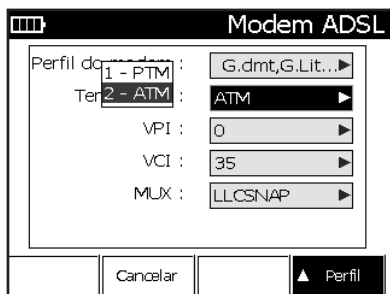 Modem ADSL
Perfil do modem : G.dmt,G.Lit...
1 - PTM
2 - ATM
Ter : ATM
VPI : 0
VCI : 35
MUX : LLCSNAP
Cancelar
Perfil